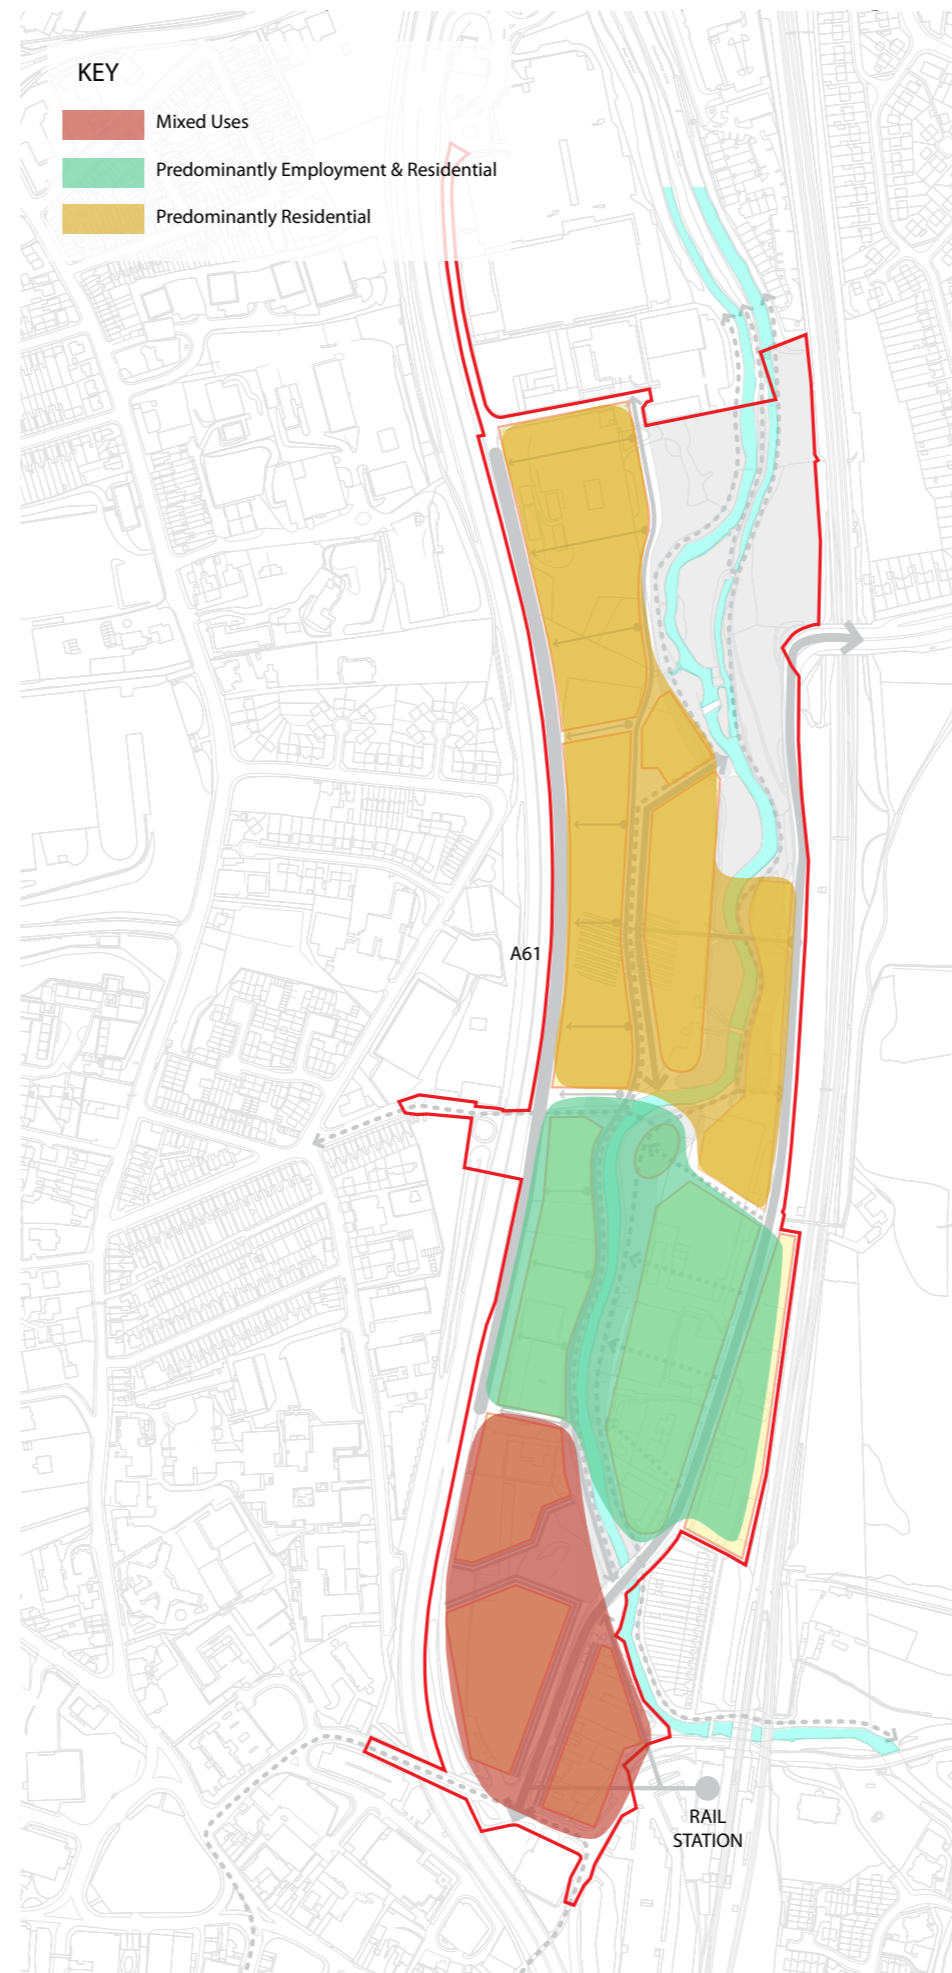 KEY
Mixed Uses
Predominantly Employment & Residential
Predominantly Residential
A61
RAIL
STATION